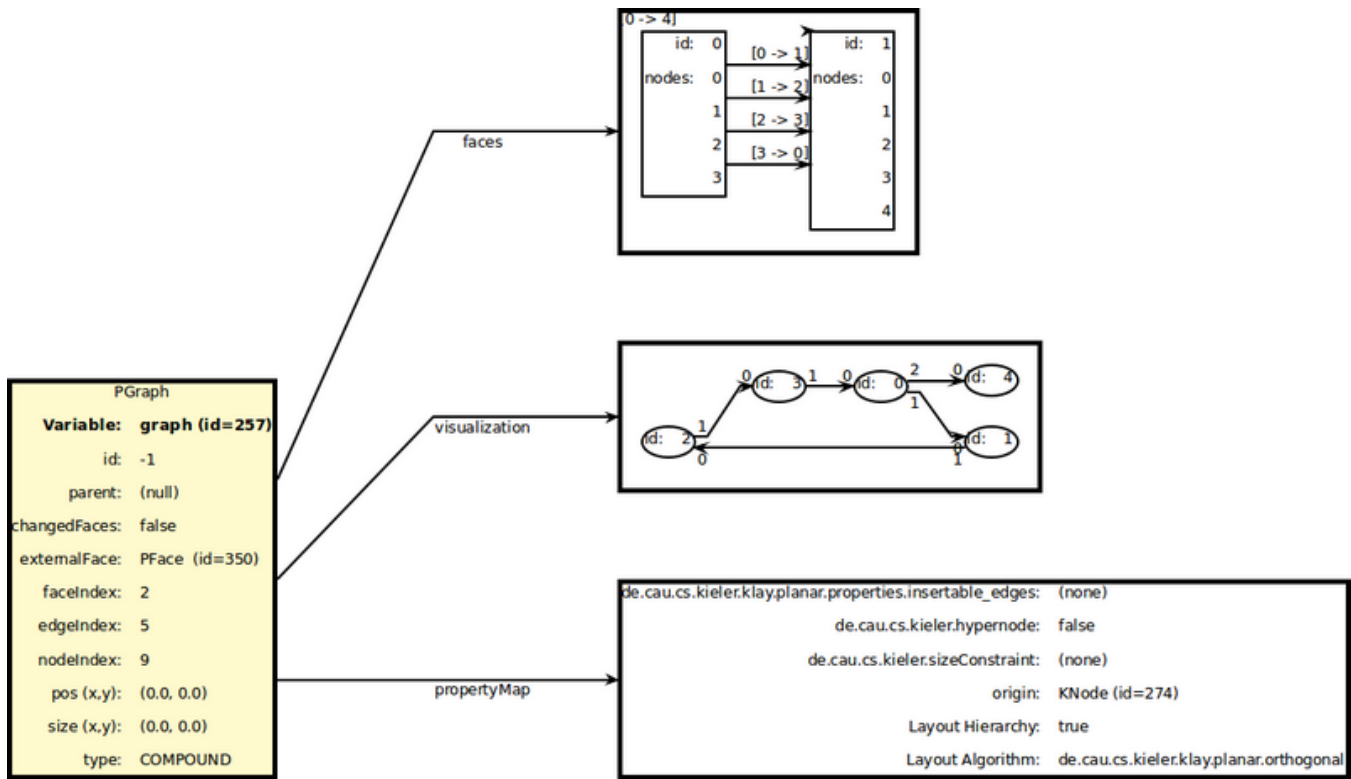 0 -> 4]
id: 0
nodes: 0
1
2
3
[0 -> 1]
[1 -> 2]
[2 -> 3]
[3 -> 0]
id: 1
nodes: 0
1
2
3
4
faces
PGraph
Variable: graph (id=257)
id: -1
parent: (null)
changedFaces: false
externalFace: PFace (id=350)
faceIndex: 2
edgeIndex: 5
nodeIndex: 9
pos (x,y): (0.0, 0.0)
size (x,y): (0.0, 0.0)
type: COMPOUND
visualization
0 id: 3 1
0 id: 0 2
0 id: 4
1
1
id: 2
0
0
id: 1
1
propertyMap
de.cau.cs.kieler.klay.planar.properties.insertable_edges: (none)
de.cau.cs.kieler.hypernode: false
de.cau.cs.kieler.sizeConstraint: (none)
origin: KNode (id=274)
Layout Hierarchy: true
Layout Algorithm: de.cau.cs.kieler.klay.planar.orthogonal